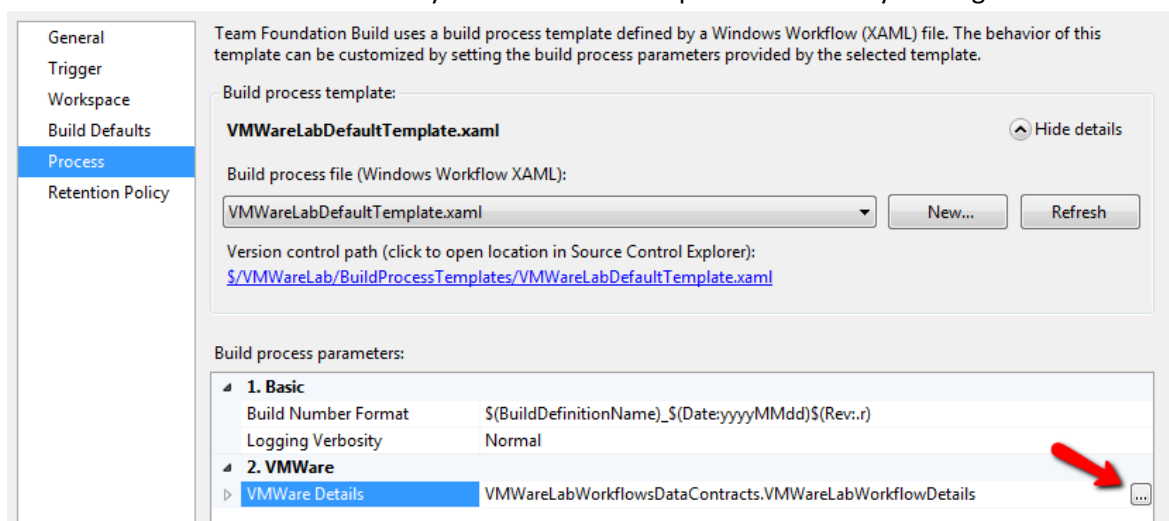 General
Trigger
Workspace
Build Defaults
Process
Retention Policy
Team Foundation Build uses a build process template defined by a Windows Workflow (XAML) file. The behavior of this
template can be customized by setting the build process parameters provided by the selected template.
Build process template:
VMWareLabDefaultTemplate.xaml
Hide details
Build process file (Windows Workflow XAML):
VMWareLabDefaultTemplate.xaml
New...
Refresh
Version control path (click to open location in Source Control Explorer):
$/VMWareLab/BuildProcessTemplates/VMWareLabDefaultTemplate.xaml
Build process parameters:
1. Basic
Build Number Format $(BuildDefinitionName)_$(Date:yyyyMMdd)$(Rev:.r)
Logging Verbosity Normal
2. VMWare
VMWare Details VMWareLabWorkflowsDataContracts.VMWareLabWorkflowDetails ...